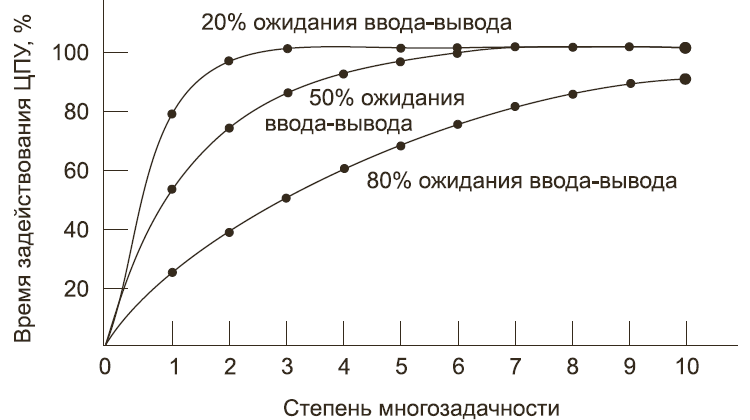 Время задействования ЦПУ, %
20% ожидания ввода-вывода
50% ожидания
ввода-вывода
80% ожидания ввода-вывода
100
80
60
40
20
0 1 2 3 4 5 6 7 8 9 10
Степень многозадачности